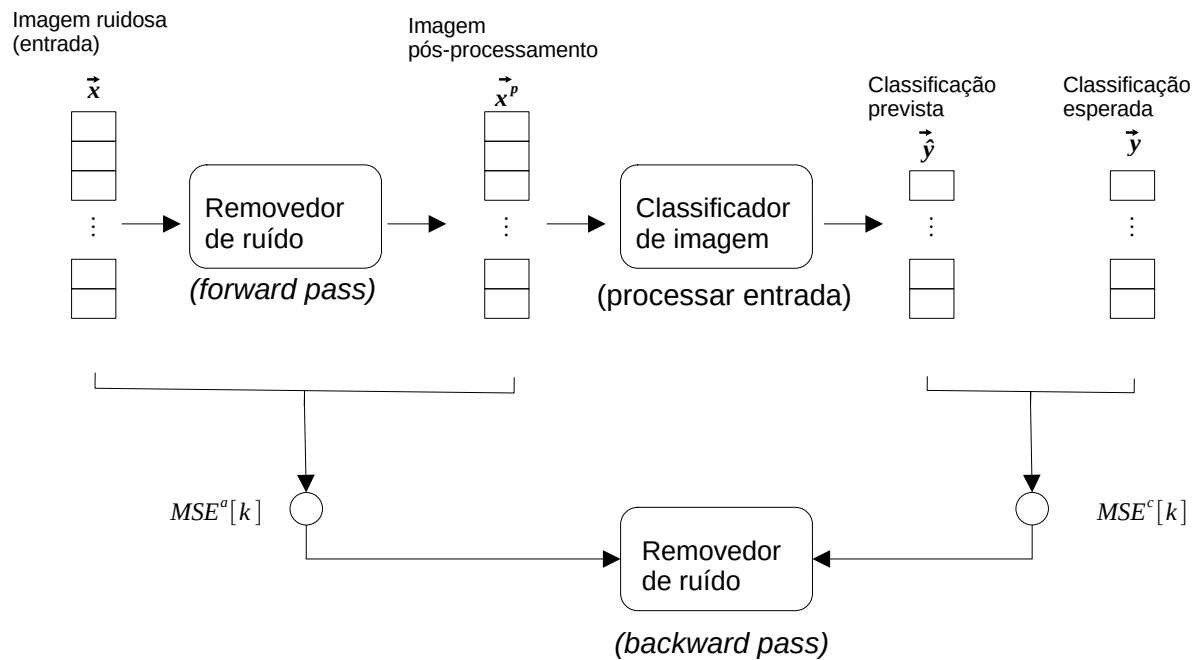 Imagem ruidosa
(entrada)
x⃗
Imagem
pós-processamento
x⃗ᵖ
Classificação
prevista
ŷ⃗
Classificação
esperada
y⃗
Removedor
de ruído
(forward pass)
Classificador
de imagem
(processar entrada)
MSEᵃ[k]
MSEᶜ[k]
Removedor
de ruído
(backward pass)